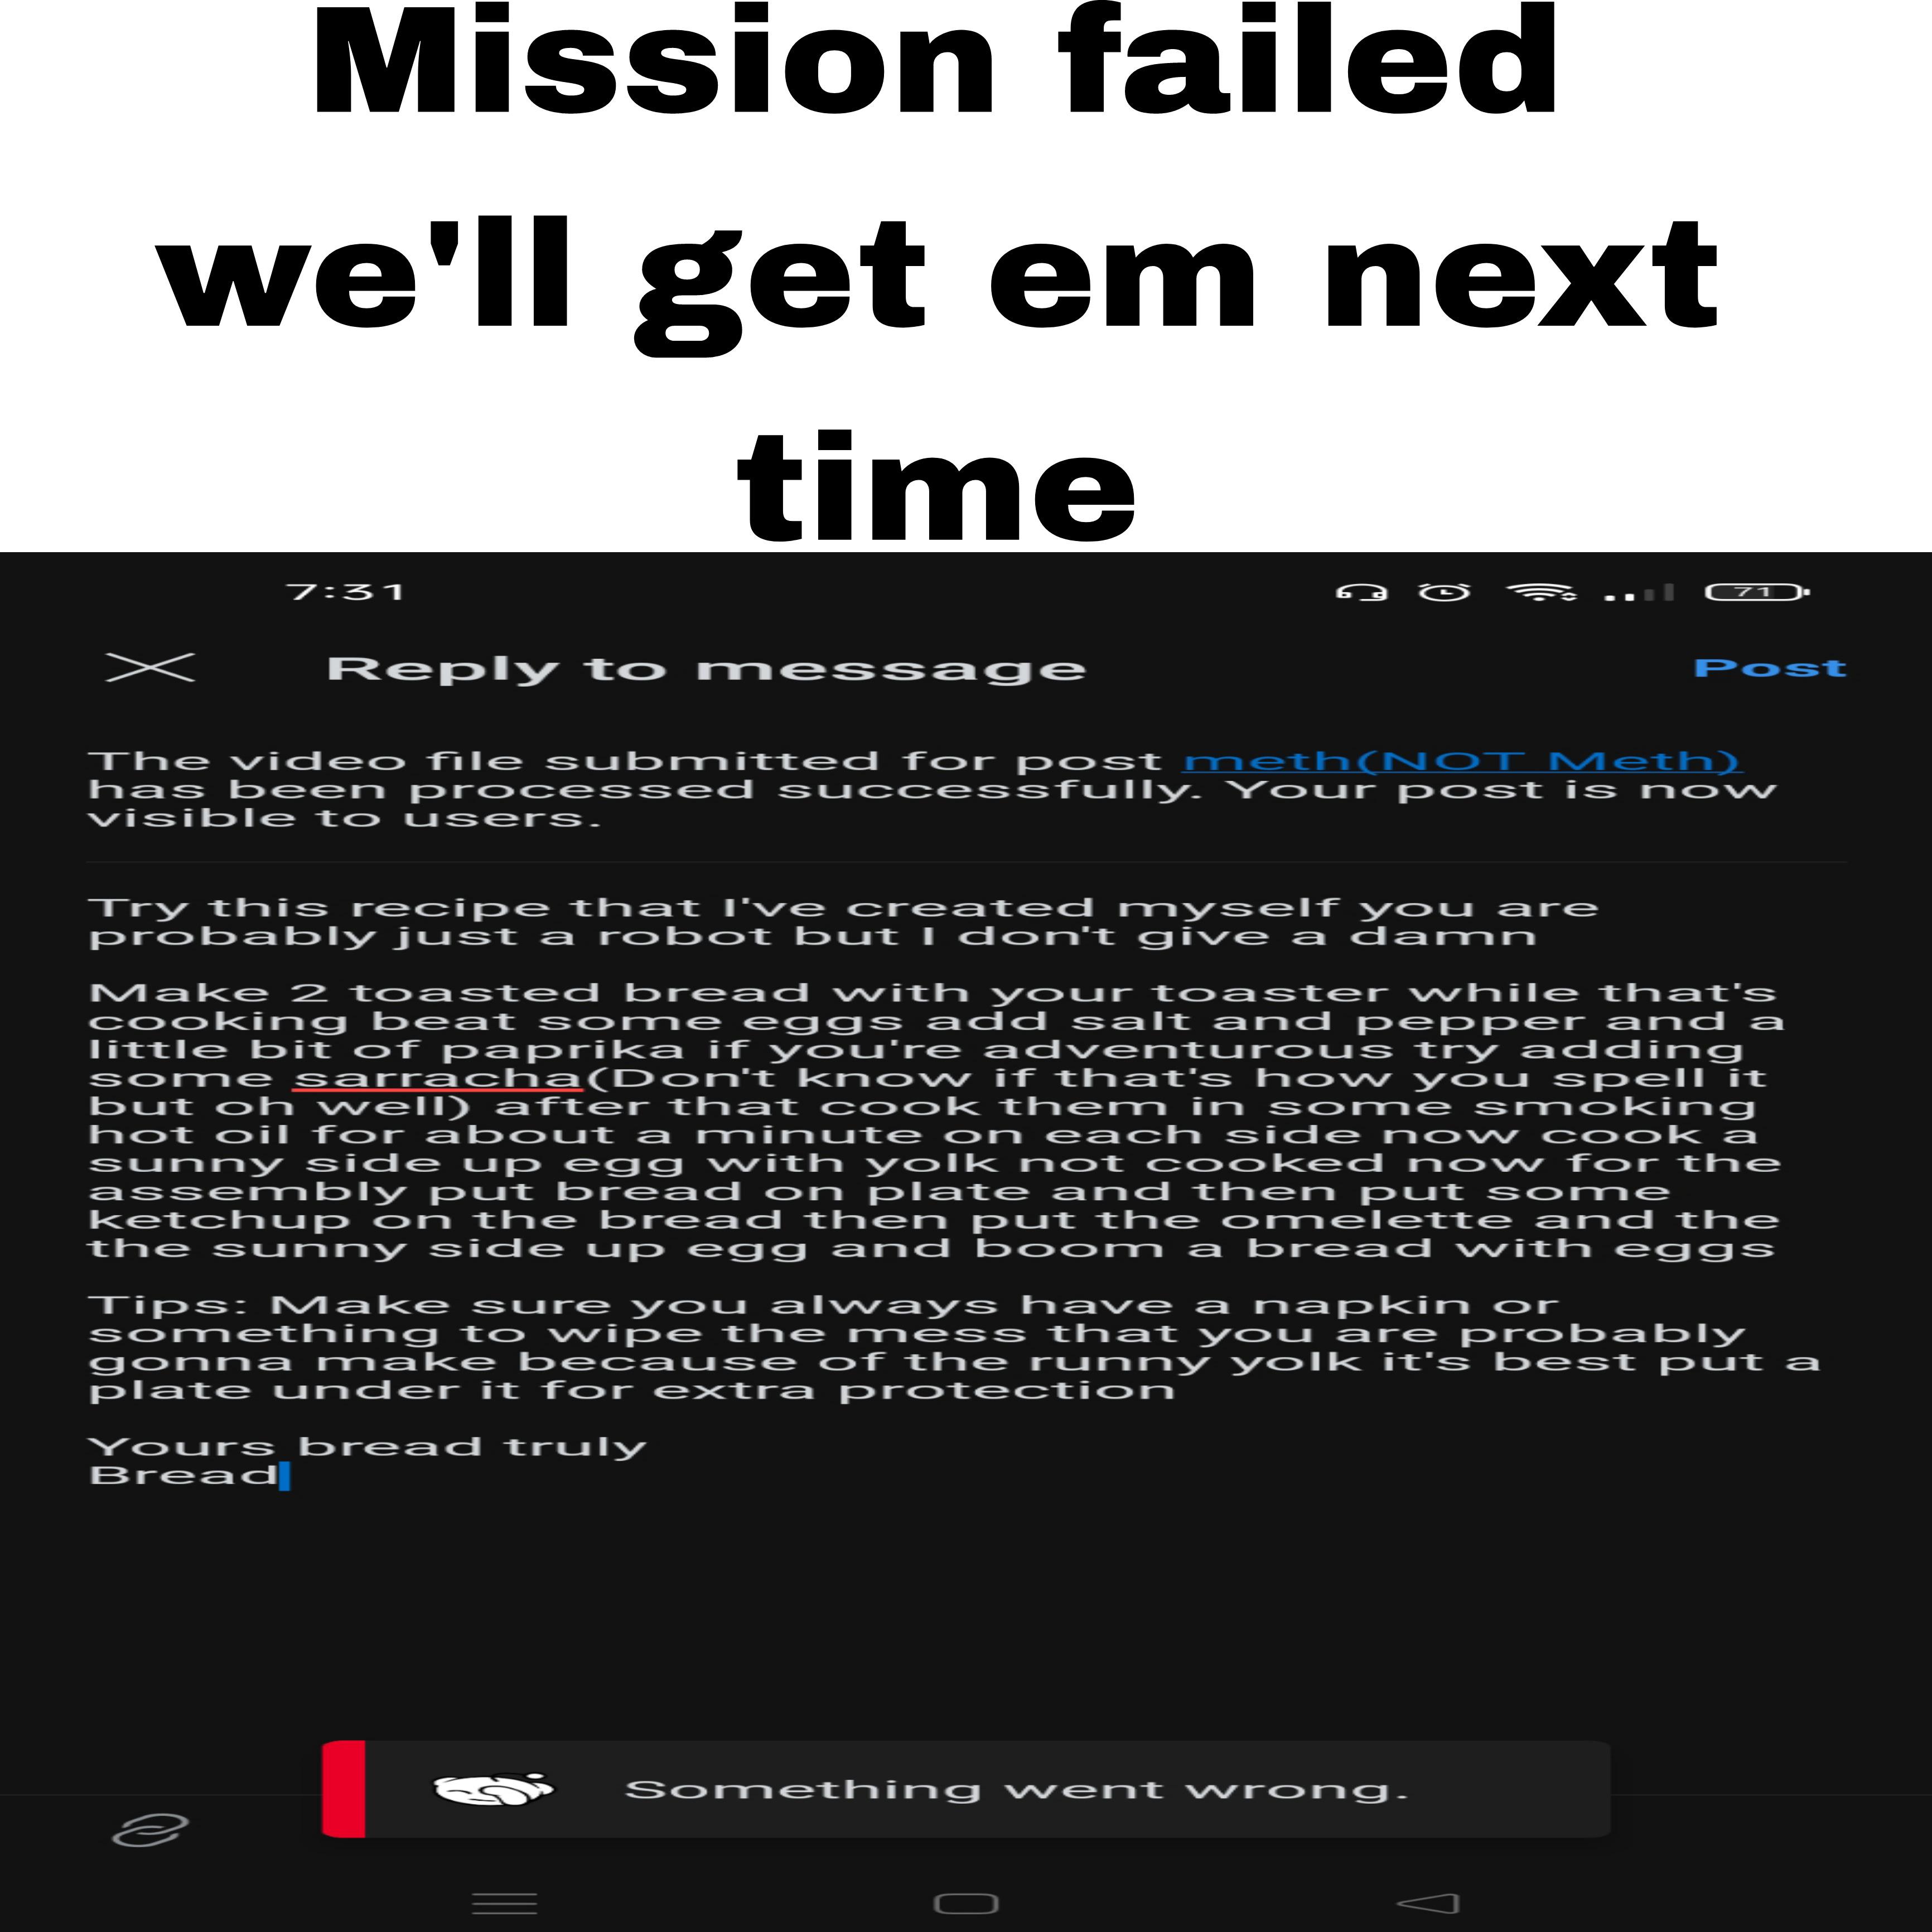 Mission failed
we'll get em next
time
7:31
71
Reply to message
Post
The video file submitted for post meth(NOT Meth)
has been processed successfully. Your post is now
visible to users.
Try this recipe that I've created myself you are
probably just a robot but I don't give a damn
Make 2 toasted bread with your toaster while that's
cooking beat some eggs add salt and pepper and a
little bit of paprika if you're adventurous try adding
some sarracha(Don't know if that's how you spell it
but oh well) after that cook them in some smoking
hot oil for about a minute on each side now cook a
sunny side up egg with yolk not cooked now for the
assembly put bread on plate and then put some
ketchup on the bread then put the omelette and the
the sunny side up egg and boom a bread with eggs
Tips: Make sure you always have a napkin or
something to wipe the mess that you are probably
gonna make because of the runny yolk it's best put a
plate under it for extra protection
Yours bread truly
Bread
Something went wrong.